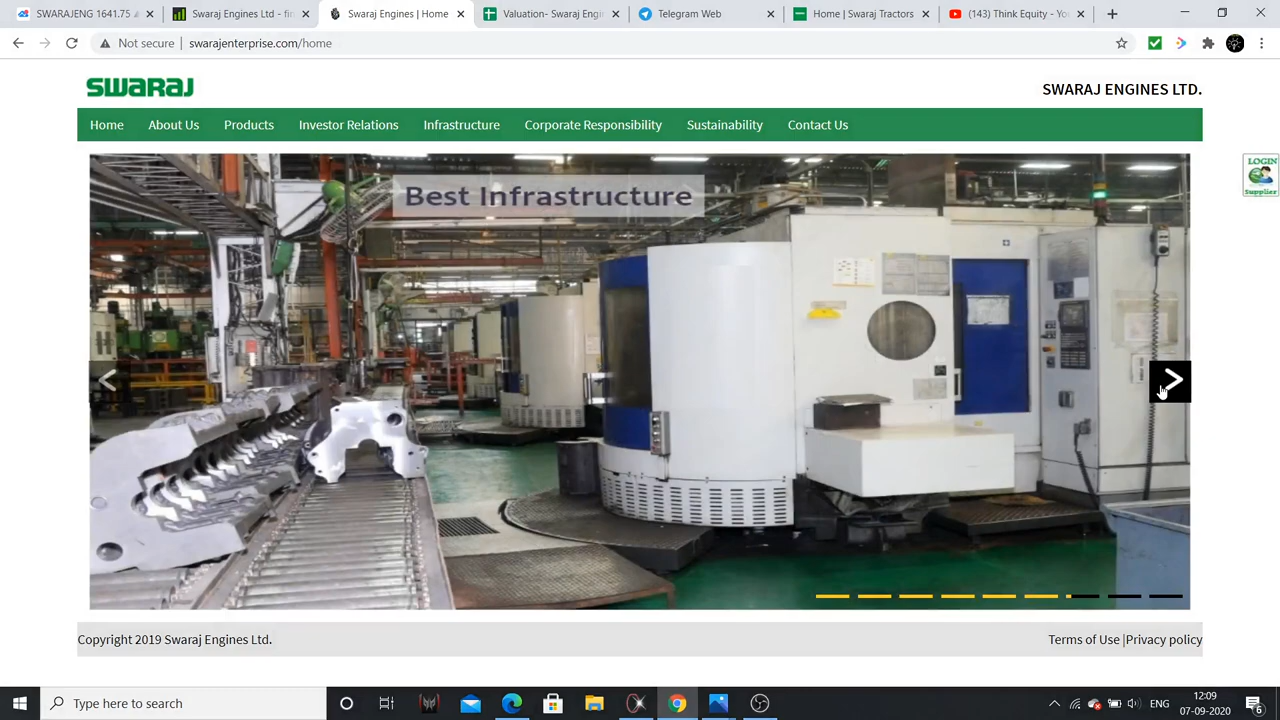 SWARAJENG 1641.75
Swaraj Engines Ltd - fin
Swaraj Engines | Home
Valuation - Swaraj Engi
Telegram Web
Home | Swaraj Tractors
(143) Think Equity - Yo
Not secure | swarajenterprise.com/home
SWARAJ
SWARAJ ENGINES LTD.
Home About Us Products Investor Relations Infrastructure Corporate Responsibility Sustainability Contact Us
LOGIN
Supplier
Best Infrastructure
Copyright 2019 Swaraj Engines Ltd.
Terms of Use |Privacy policy
Type here to search
ENG
12:09
07-09-2020
6